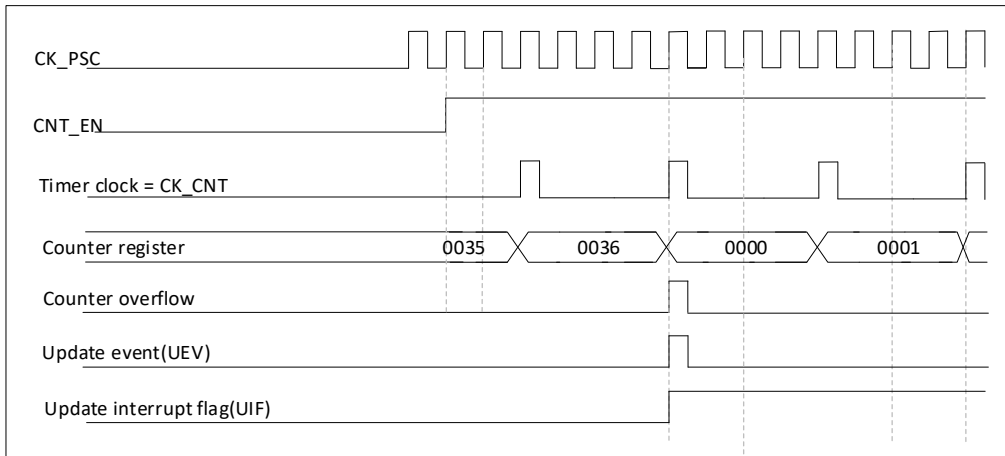 CK_PSC
CNT_EN
Timer clock = CK_CNT
Counter register 0035 0036 0000 0001
Counter overflow
Update event(UEV)
Update interrupt flag(UIF)